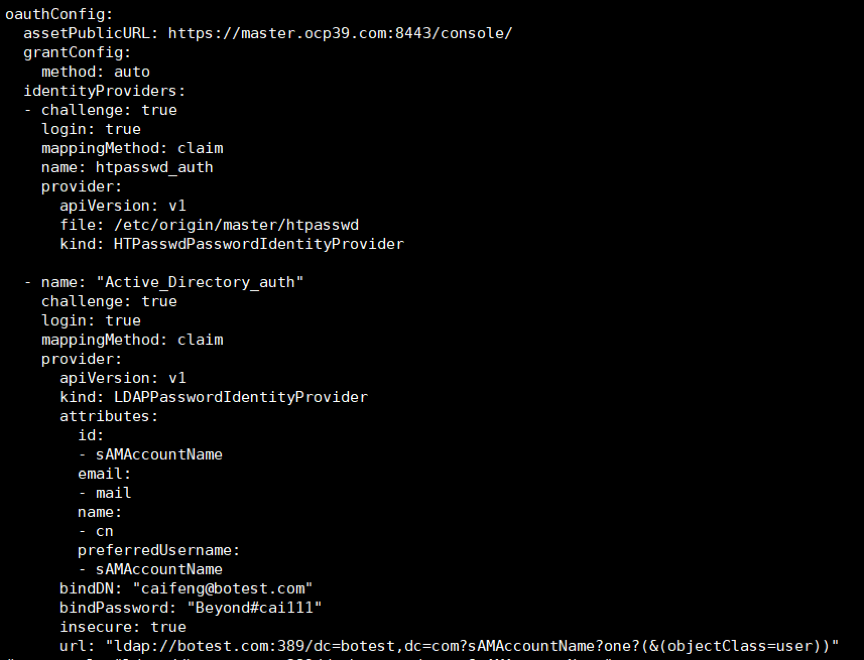 oauthConfig:
  assetPublicURL: https://master.ocp39.com:8443/console/
  grantConfig:
    method: auto
  identityProviders:
  - challenge: true
    login: true
    mappingMethod: claim
    name: htpasswd_auth
    provider:
      apiVersion: v1
      file: /etc/origin/master/htpasswd
      kind: HTPasswdPasswordIdentityProvider

  - name: "Active_Directory_auth"
    challenge: true
    login: true
    mappingMethod: claim
    provider:
      apiVersion: v1
      kind: LDAPPasswordIdentityProvider
      attributes:
        id:
        - sAMAccountName
        email:
        - mail
        name:
        - cn
        preferredUsername:
        - sAMAccountName
      bindDN: "caifeng@botest.com"
      bindPassword: "Beyond#cai111"
      insecure: true
      url: "ldap://botest.com:389/dc=botest,dc=com?sAMAccountName?one?(&(objectClass=user))"